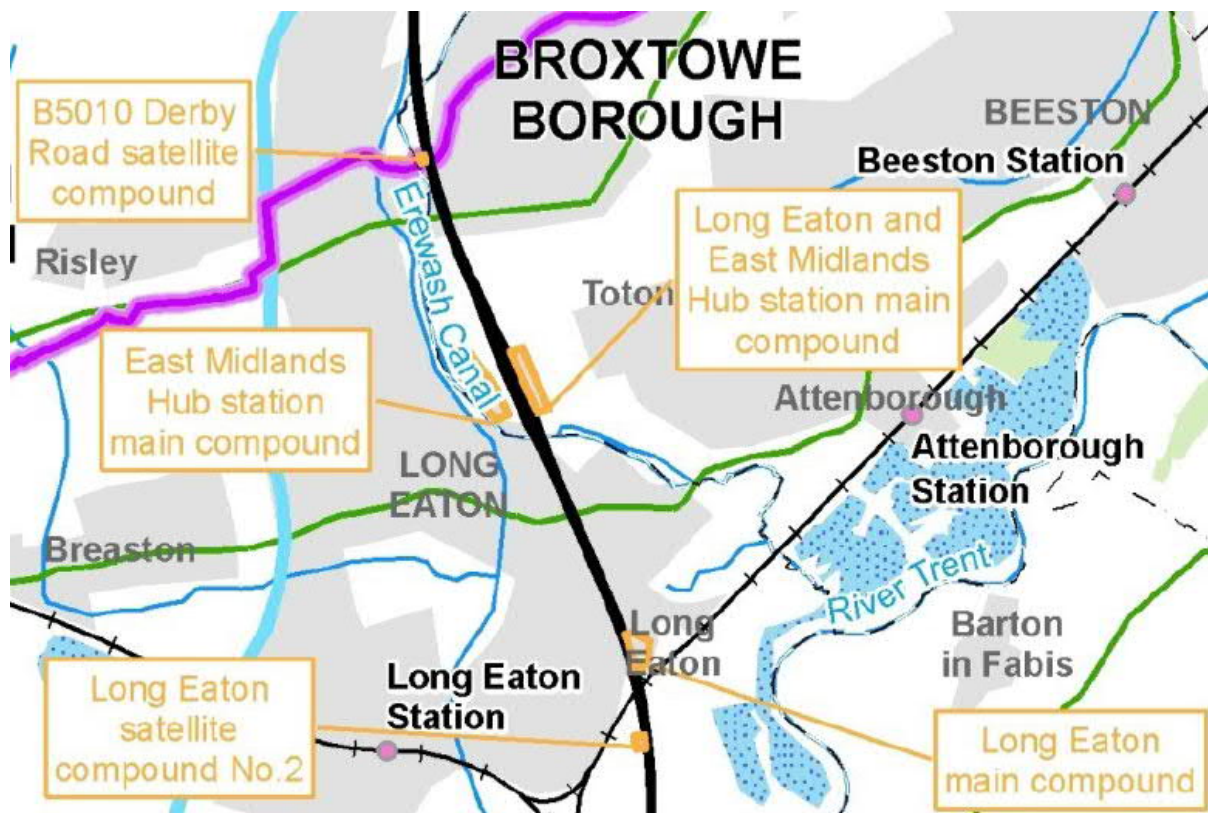 BROXTOWE
BOROUGH
B5010 Derby
Road satellite
compound
BEESTON
Beeston Station
Erewash Canal
Long Eaton and
East Midlands
Hub station main
compound
Risley
Toton
East Midlands
Hub station
main compound
Attenborough
Attenborough
Station
LONG
EATON
Breaston
River Trent
Long
Eaton
Barton
in Fabis
Long Eaton
Station
Long Eaton
satellite
compound No.2
Long Eaton
main compound